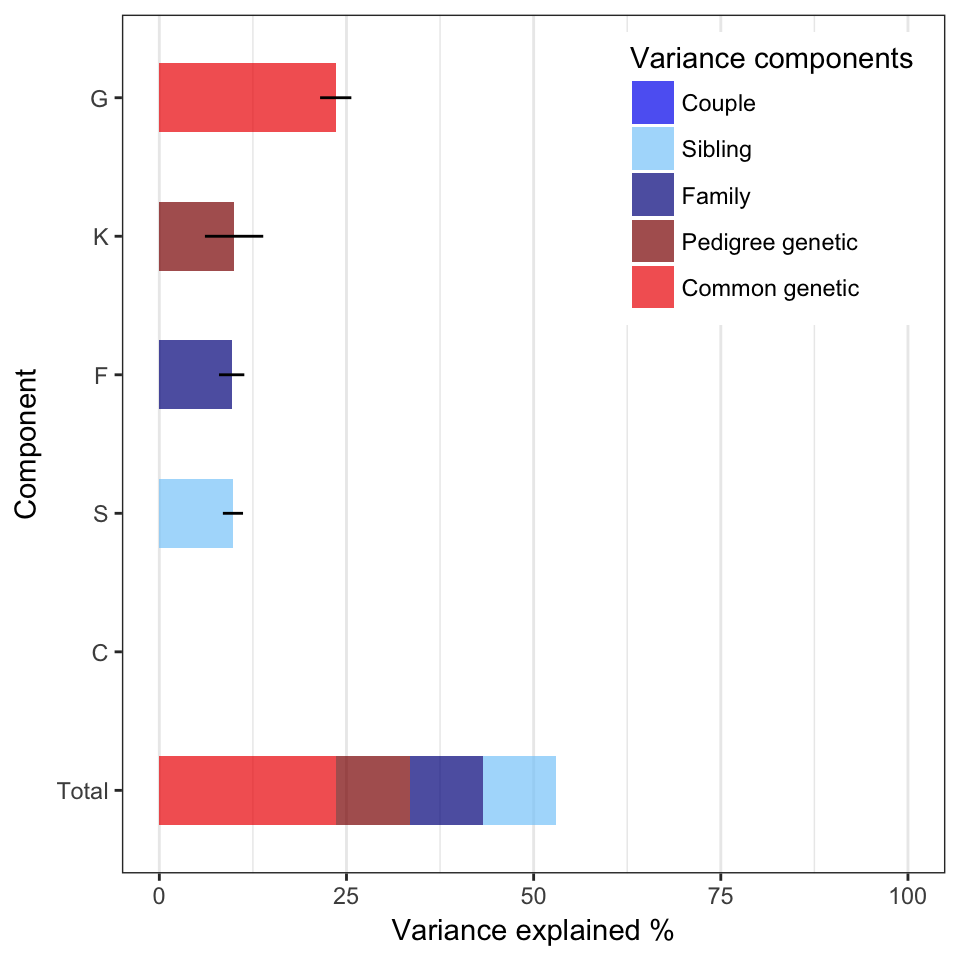 Variance components
Couple
Sibling
Family
Pedigree genetic
Common genetic
Component
G
K
F
S
C
Total
0 25 50 75 100
Variance explained %